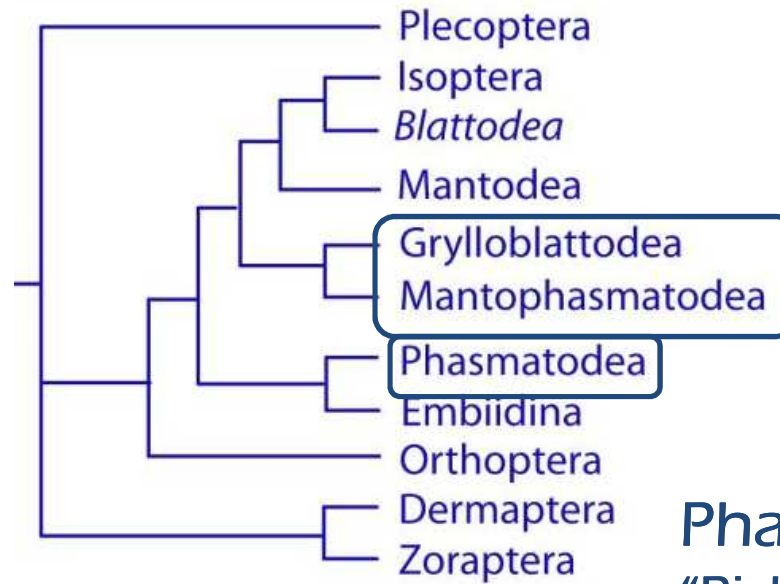 Plecoptera
Isoptera
Blattodea
Mantodea
Grylloblattodea
Mantophasmatodea
Phasmatodea
Embiidina
Orthoptera
Dermaptera
Zoraptera
Pha